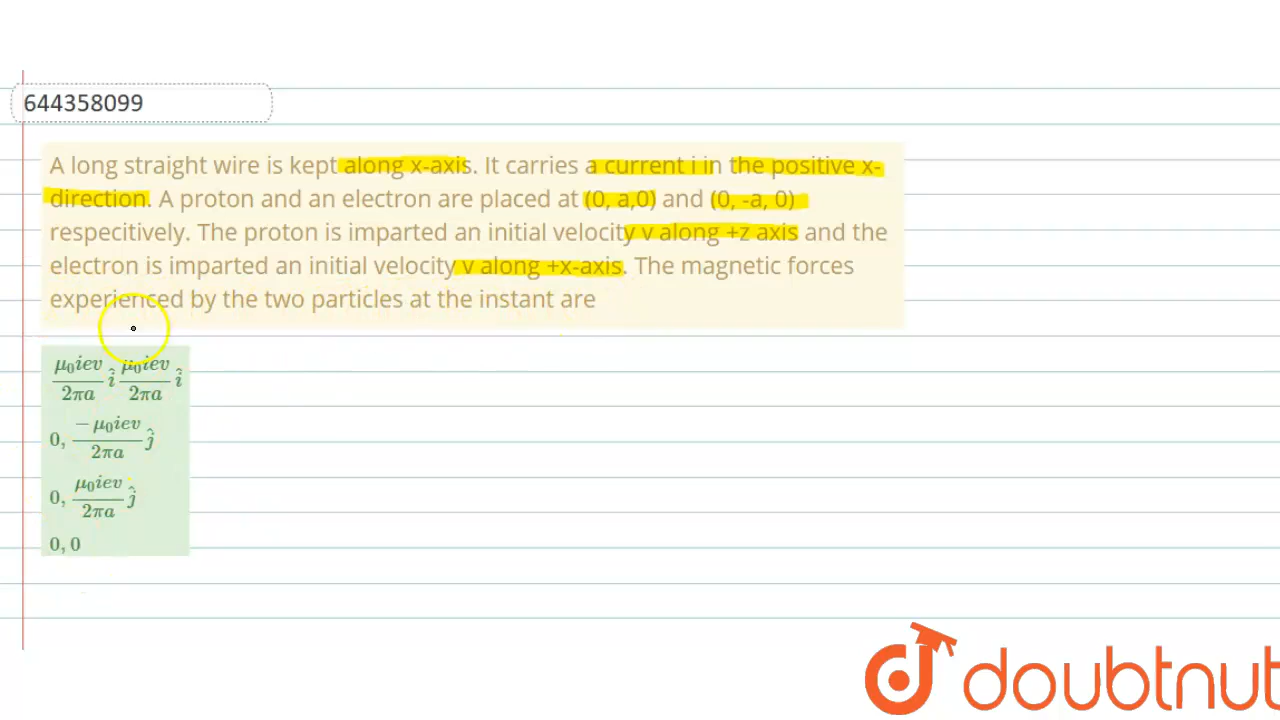 644358099
A long straight wire is kept along x-axis. It carries a current i in the positive x-
direction. A proton and an electron are placed at (0, a,0) and (0, -a, 0)
respecitively. The proton is imparted an initial velocity v along +z axis and the
electron is imparted an initial velocity v along +x-axis. The magnetic forces
experienced by the two particles at the instant are
μ₀iev/2πa î μ₀iev/2πa î
0, −μ₀iev/2πa ĵ
0, μ₀iev/2πa ĵ
0, 0
doubtnut